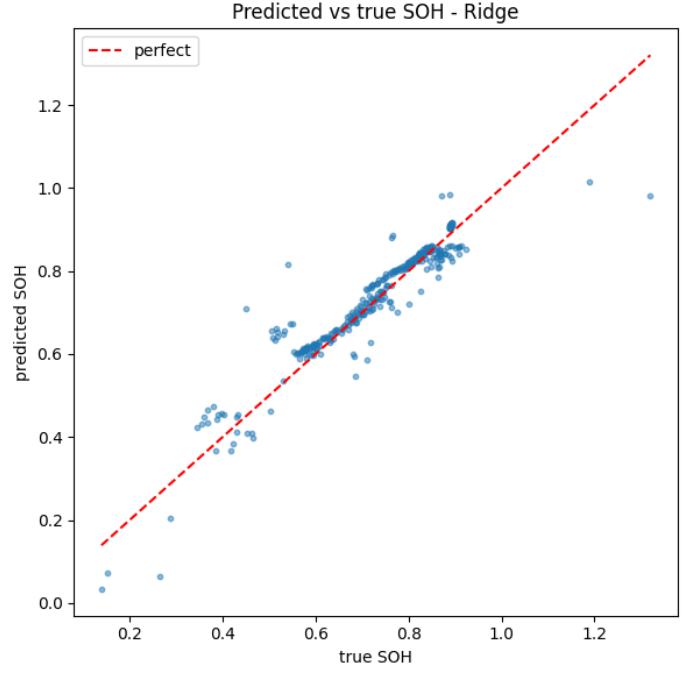 Predicted vs true SOH - Ridge
perfect
predicted SOH
1.2
1.0
0.8
0.6
0.4
0.2
0.0
0.2 0.4 0.6 0.8 1.0 1.2
true SOH